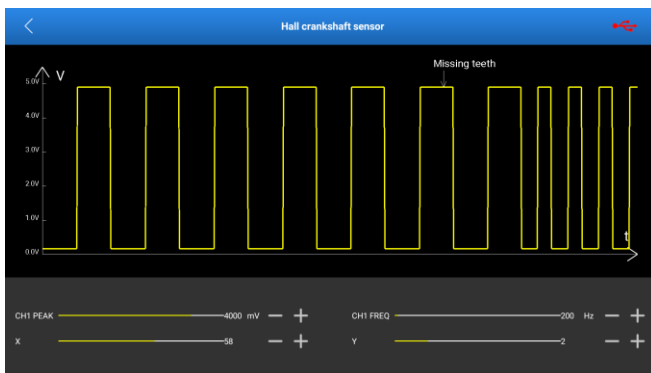 Hall crankshaft sensor
Missing teeth
V
5.0V
4.0V
3.0V
2.0V
1.0V
0.0V
t
CH1 PEAK 4000 mV CH1 FREQ 200 Hz
X 58 Y 2